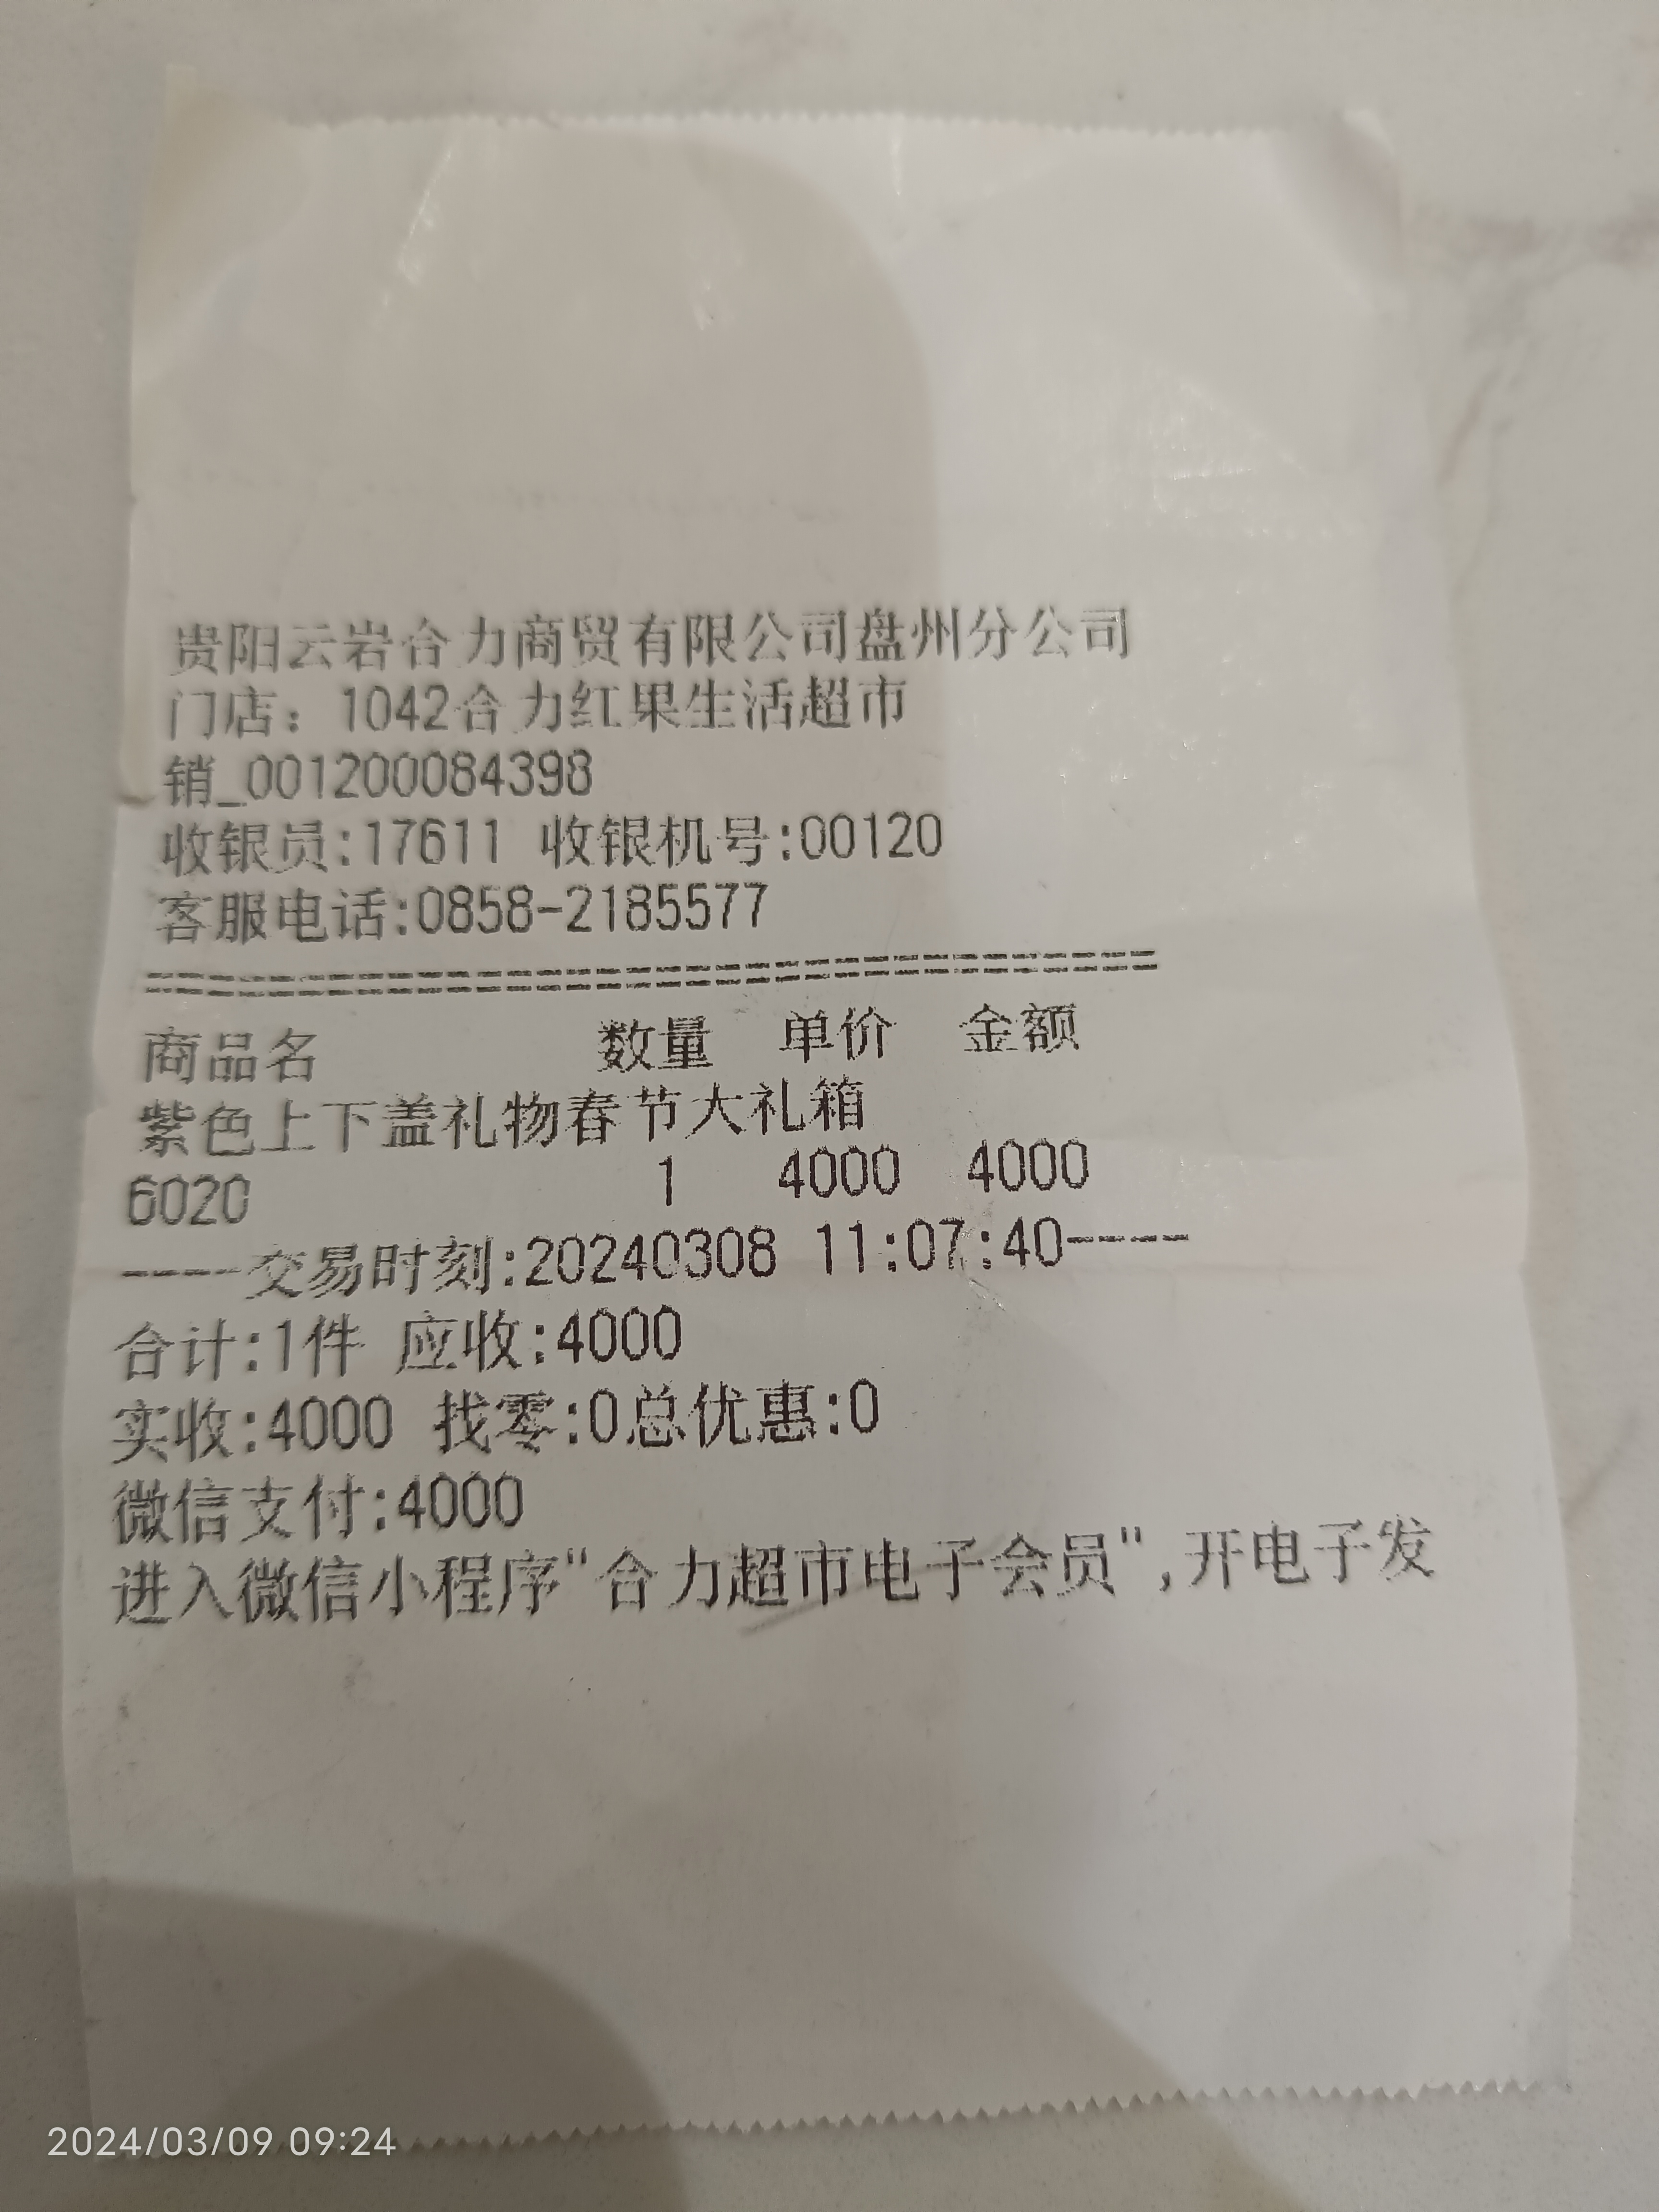 贵阳云岩合力商贸有限公司盘州分公司
门店：1042合力红果生活超市
销_001200084398
收银员:17611 收银机号:00120
客服电话:0858-2185577
==================================
商品名 数量 单价 金额
紫色上下盖礼物春节大礼箱
6020 1 4000 4000
----交易时刻:20240308 11:07:40----
合计:1件 应收:4000
实收:4000 找零:0总优惠:0
微信支付:4000
进入微信小程序"合力超市电子会员",开电子发
2024/03/09 09:24